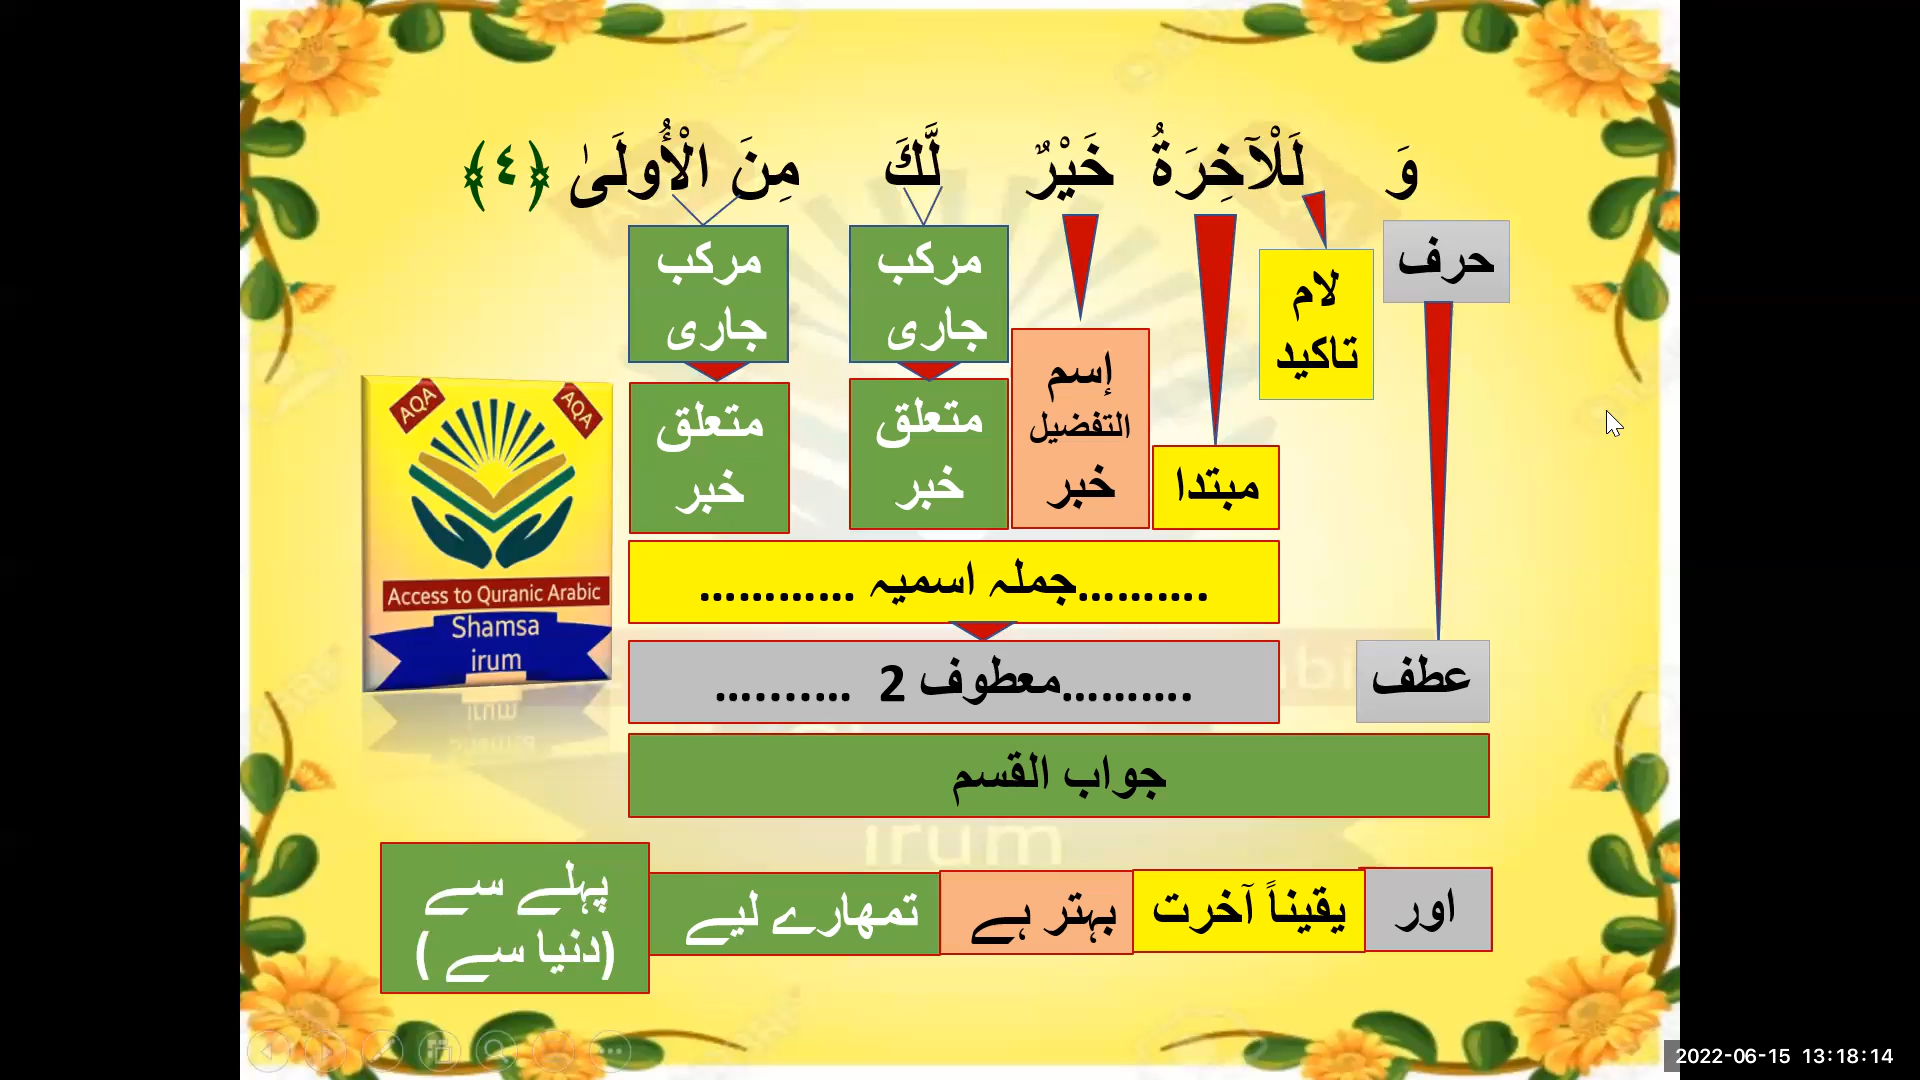 وَ لَلْآخِرَةُ خَيْرٌ لَّكَ مِنَ الْأُولَىٰ ﴿٤﴾
حرف
لام
تاکید
مرکب
جاری
مرکب
جاری
إسم
التفضیل
خبر
مبتدا
متعلق
خبر
متعلق
خبر
..........جملہ اسمیہ ............
..........معطوف 2 ..........
عطف
جواب القسم
اور
یقیناً آخرت
بہتر ہے
تمھارے لیے
پہلے سے
(دنیا سے )
AQA
AQA
Access to Quranic Arabic
Shamsa
irum
2022-06-15 13:18:14